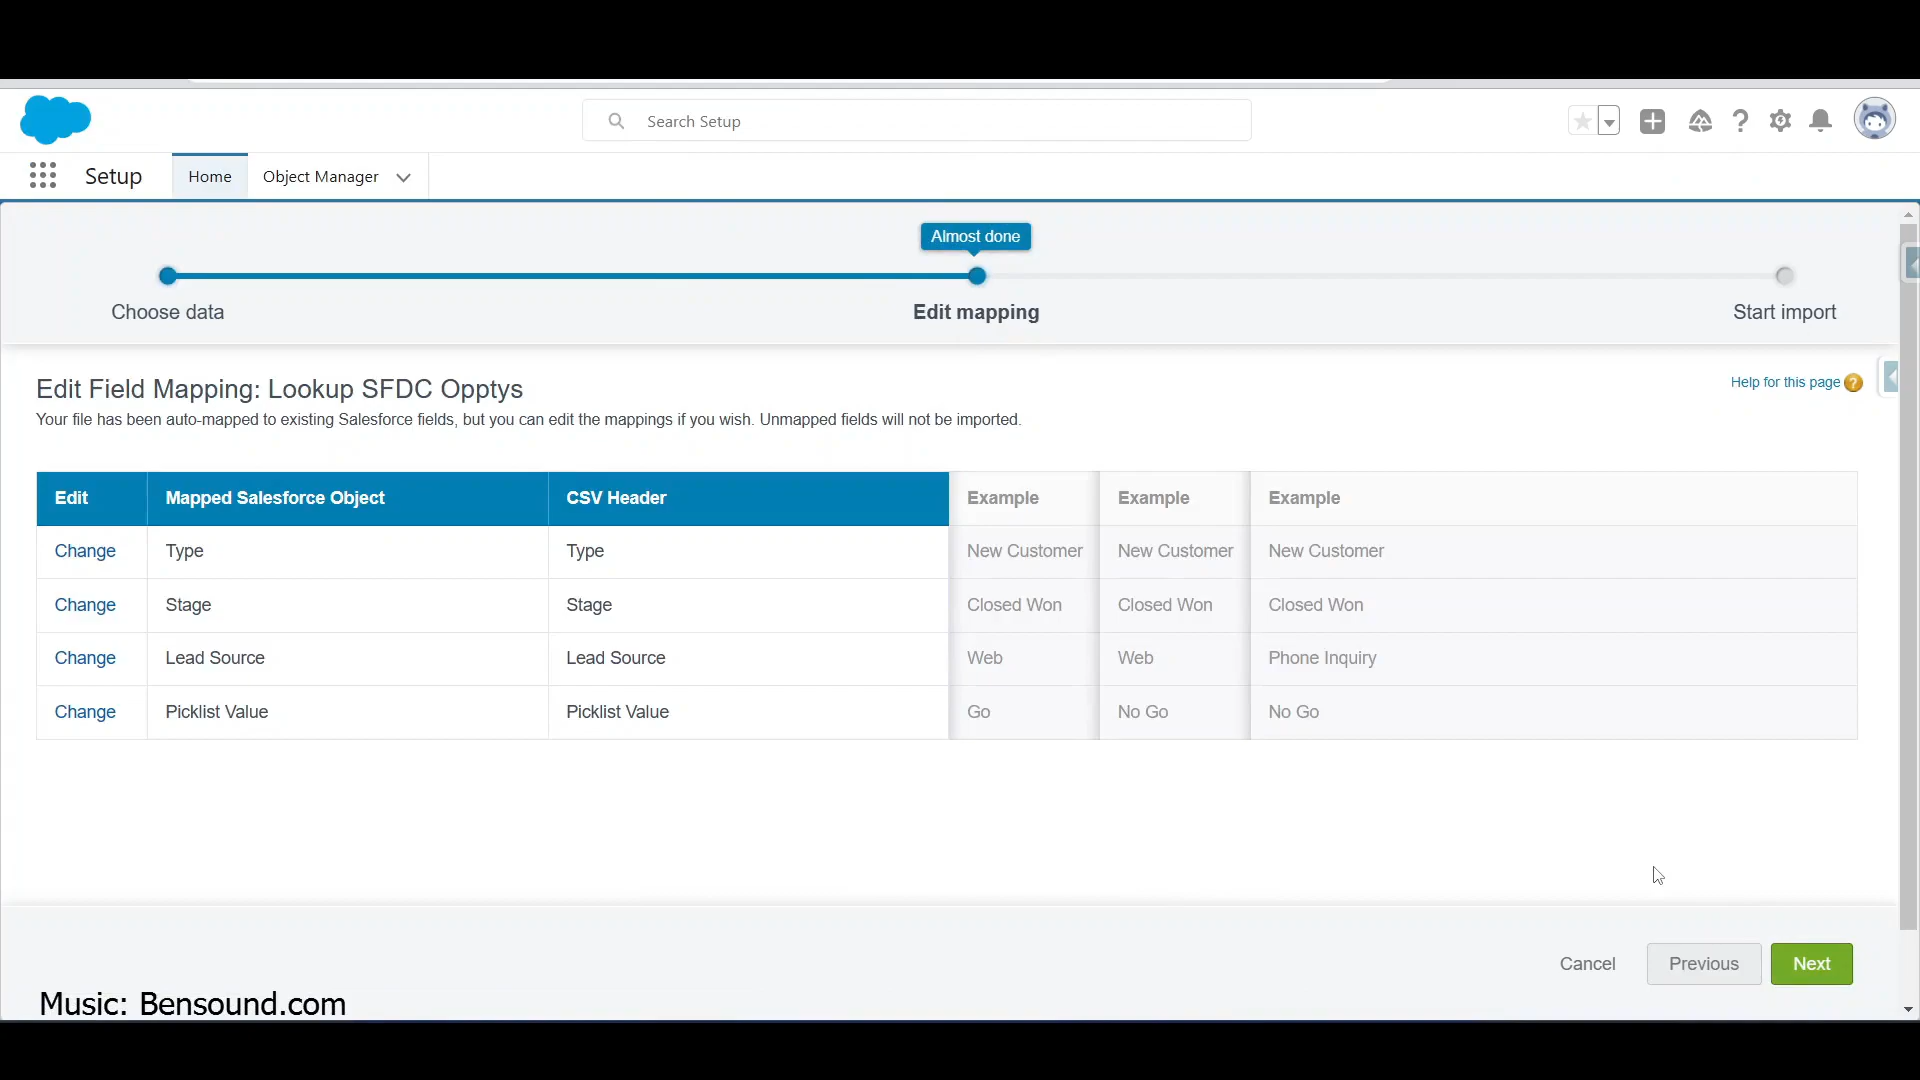 Search Setup
Setup
Home
Object Manager
Almost done
Choose data
Edit mapping
Start import
Edit Field Mapping: Lookup SFDC Opptys
Help for this page ?
Your file has been auto-mapped to existing Salesforce fields, but you can edit the mappings if you wish. Unmapped fields will not be imported.
Edit Mapped Salesforce Object CSV Header Example Example Example
Change Type Type New Customer New Customer New Customer
Change Stage Stage Closed Won Closed Won Closed Won
Change Lead Source Lead Source Web Web Phone Inquiry
Change Picklist Value Picklist Value Go No Go No Go
Cancel Previous Next
Music: Bensound.com